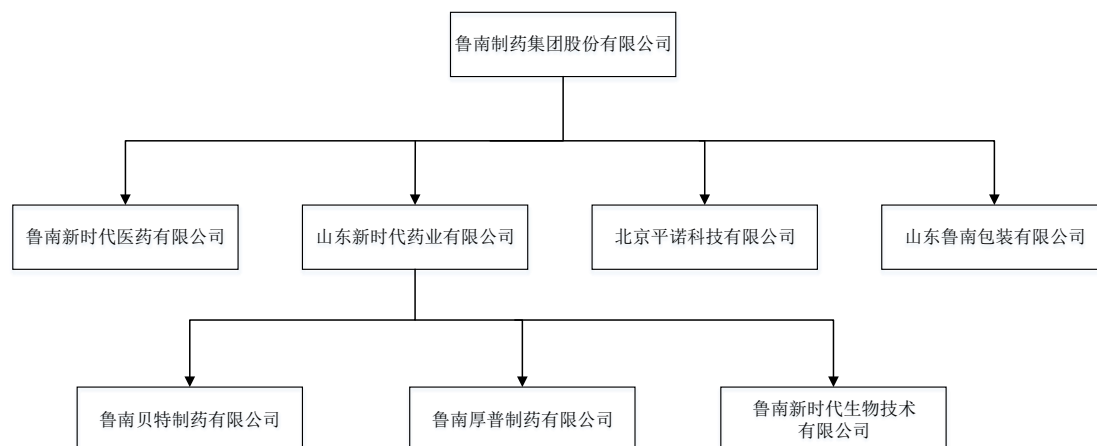 鲁南制药集团股份有限公司
鲁南新时代医药有限公司
山东新时代药业有限公司
北京平诺科技有限公司
山东鲁南包装有限公司
鲁南贝特制药有限公司
鲁南厚普制药有限公司
鲁南新时代生物技术
有限公司